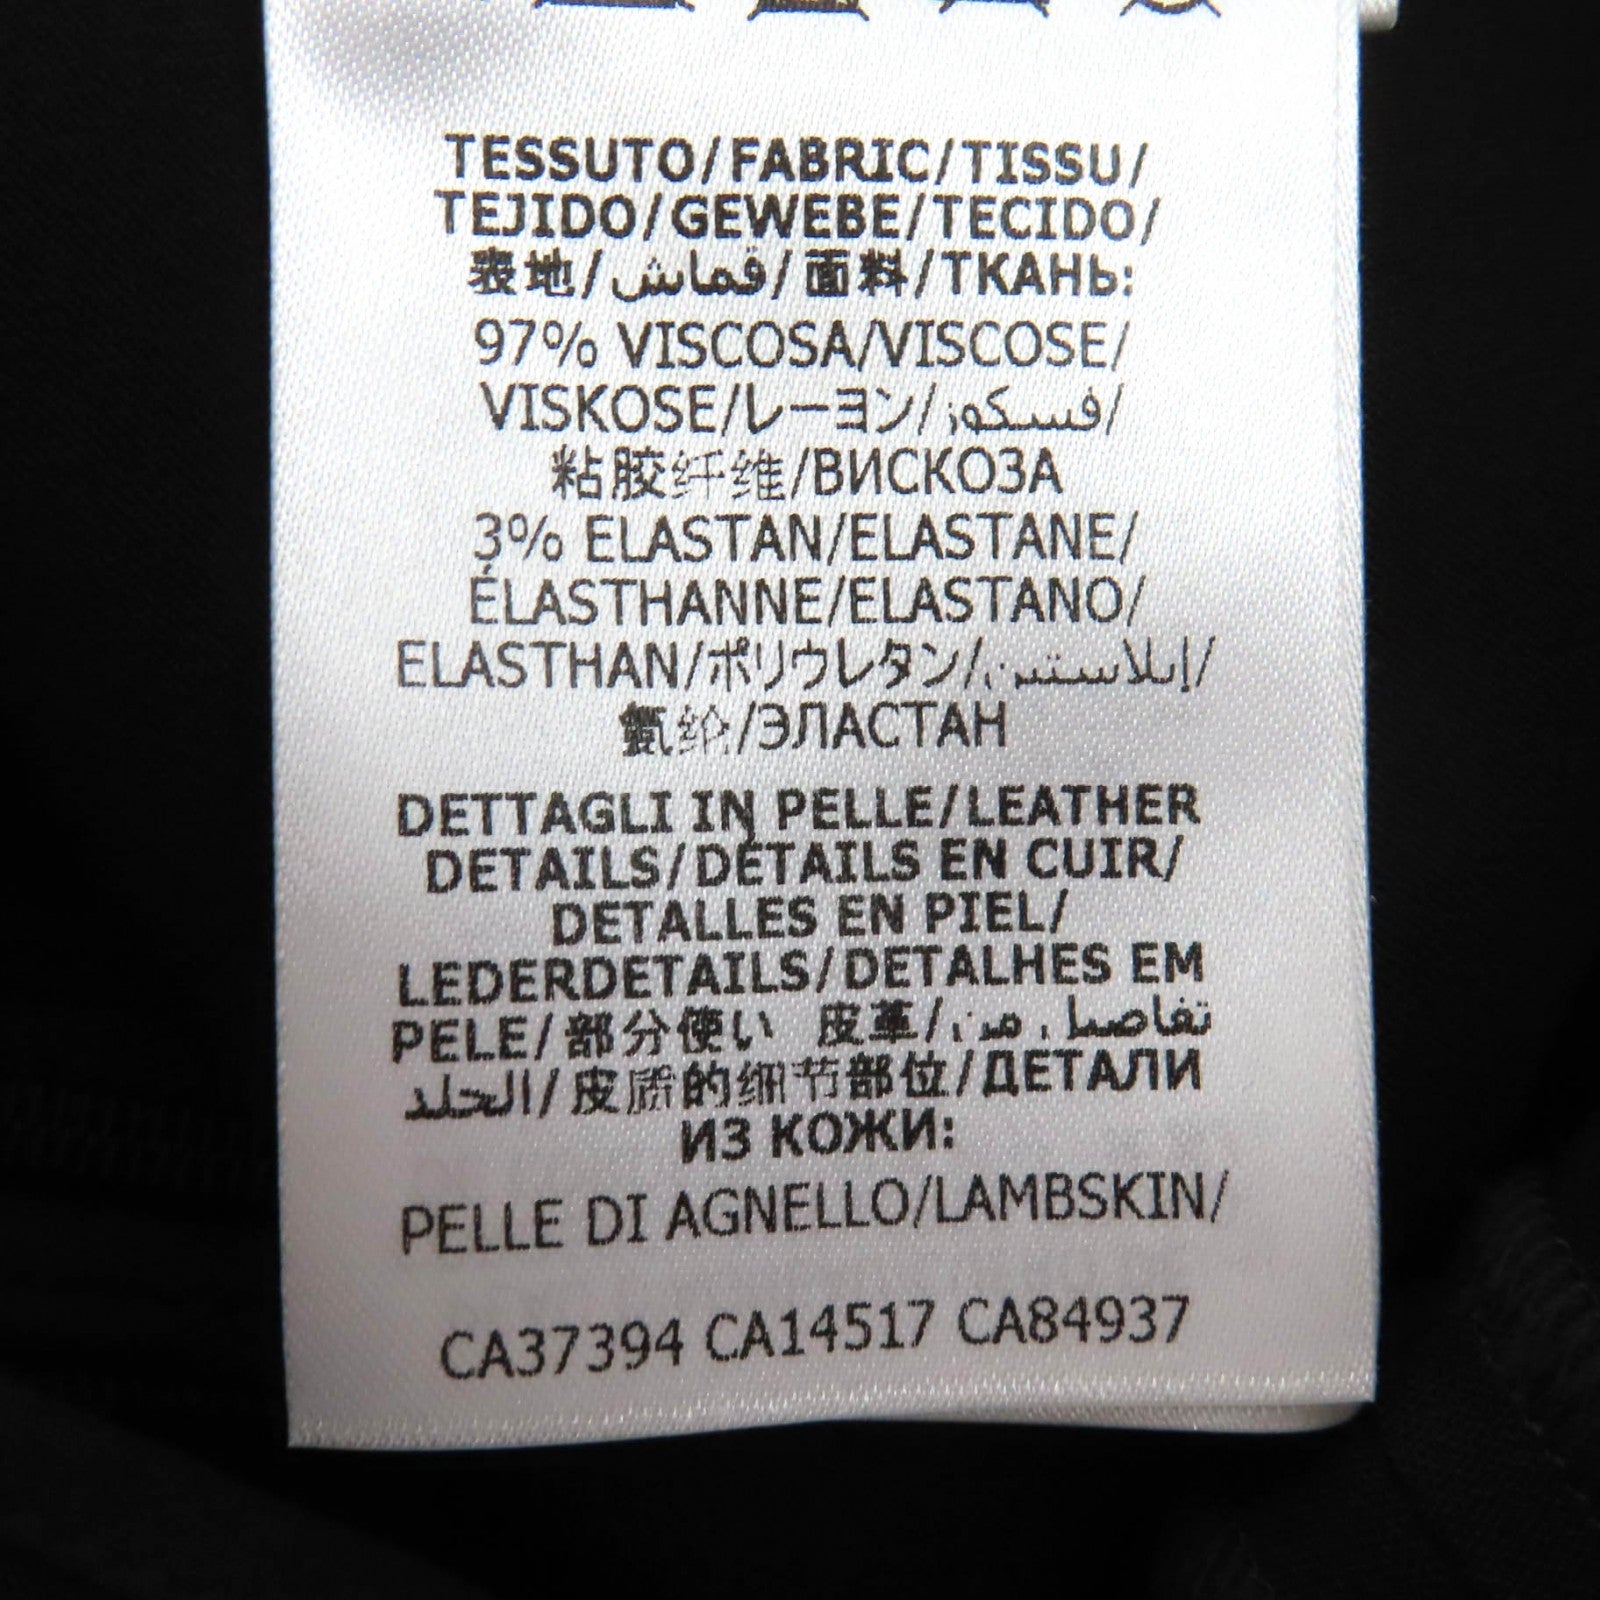 TESSUTO/FABRIC/TISSU/
TEJIDO/GEWEBE/TECIDO/
表地/قماش/面料/ТКАНЬ:
97% VISCOSA/VISCOSE/
VISKOSE/レーヨン/فسكوز/
粘胶纤维/ВИСКОЗА
3% ELASTAN/ELASTANE/
ÉLASTHANNE/ELASTANO/
ELASTHAN/ポリウレタン/إيلاستين/
氨纶/ЭЛАСТАН
DETTAGLI IN PELLE/LEATHER
DETAILS/DÉTAILS EN CUIR/
DETALLES EN PIEL/
LEDERDETAILS/DETALHES EM
PELE/部分使い 皮革/تفاصيل من
الجلد/皮质的细节部位/ДЕТАЛИ
ИЗ КОЖИ:
PELLE DI AGNELLO/LAMBSKIN/
CA37394 CA14517 CA84937